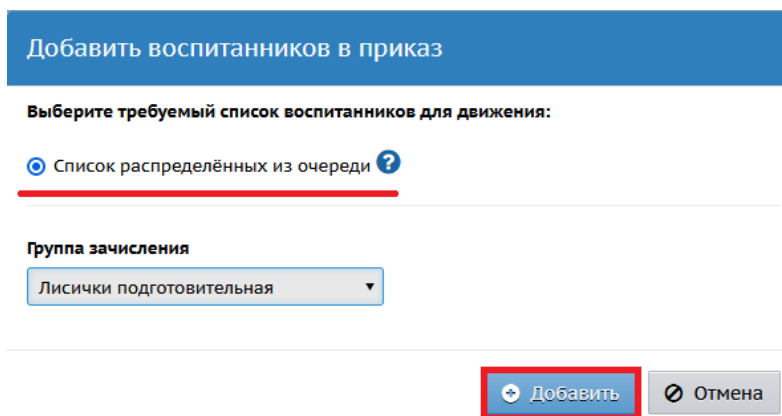 Добавить воспитанников в приказ
Выберите требуемый список воспитанников для движения:
Список распределённых из очереди ?
Группа зачисления
Лисички подготовительная
Добавить
Отмена